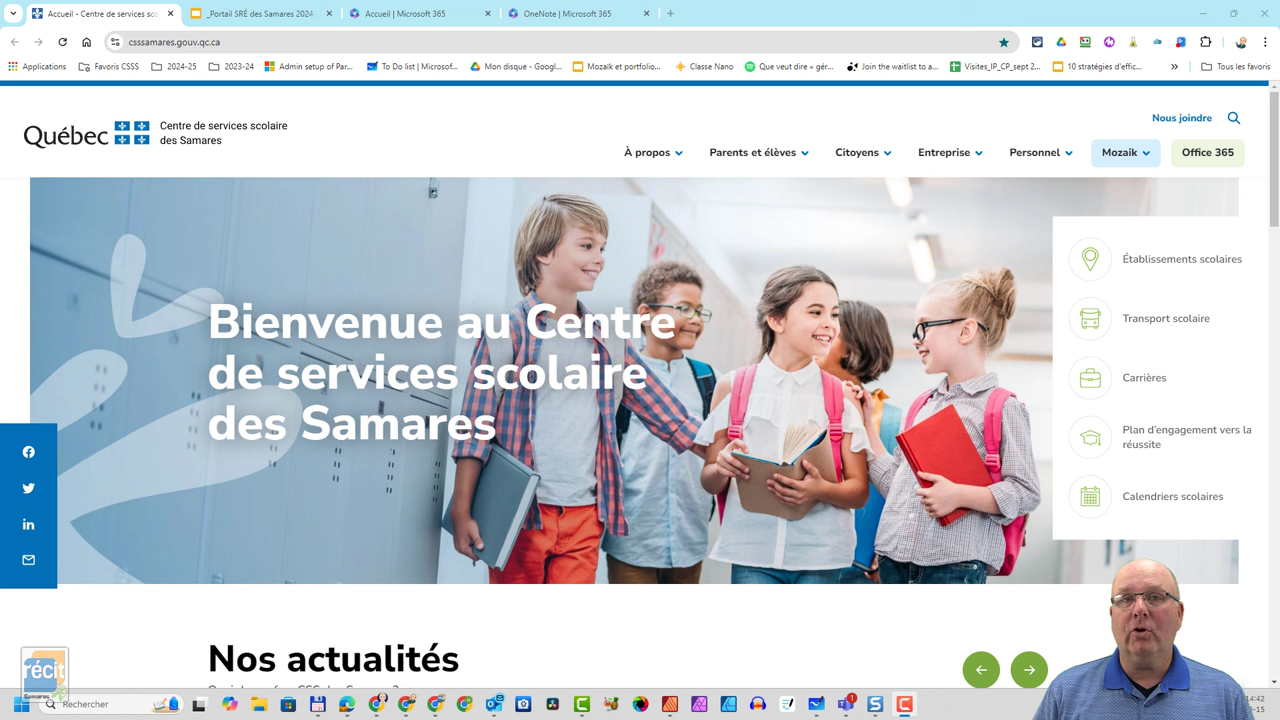 Accueil - Centre de services sco
_Portail SRÉ des Samares 2024-
Accueil | Microsoft 365
OneNote | Microsoft 365
csssamares.gouv.qc.ca
Applications
Favoris CSSS
2024-25
2023-24
Admin setup of Par...
To Do list | Microsof...
Mon disque - Googl...
Mozaïk et portfolio...
Classe Nano
Que veut dire « gér...
Join the waitlist to a...
Visites_IP_CP_sept 2...
10 stratégies d'effic...
Tous les favoris
Québec
Centre de services scolaire
des Samares
Nous joindre
À propos
Parents et élèves
Citoyens
Entreprise
Personnel
Mozaik
Office 365
Bienvenue au Centre
de services scolaire
des Samares
Établissements scolaires
Transport scolaire
Carrières
Plan d'engagement vers la
réussite
Calendriers scolaires
Nos actualités
récit
Samares
Rechercher
14:42